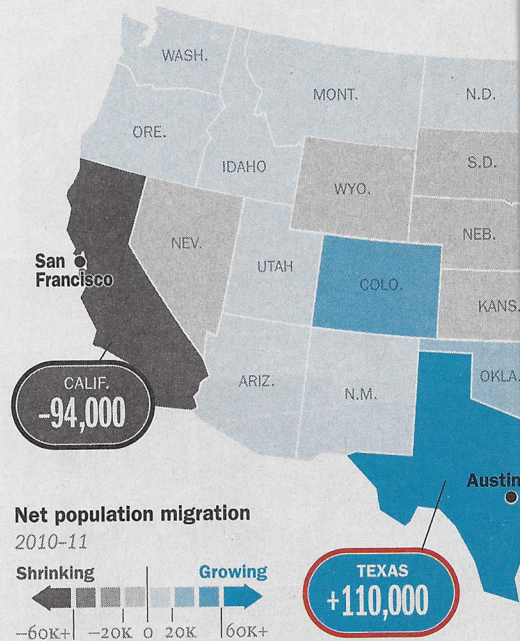 WASH.
MONT.
N.D.
ORE.
IDAHO
S.D.
WYO.
NEV.
NEB.
San
Francisco
UTAH
COLO.
KANS.
CALIF.
-94,000
ARIZ.
N.M.
OKLA.
Austin
Net population migration
2010-11
Shrinking
Growing
TEXAS
+110,000
-60K+ -20K 0 20K 60K+